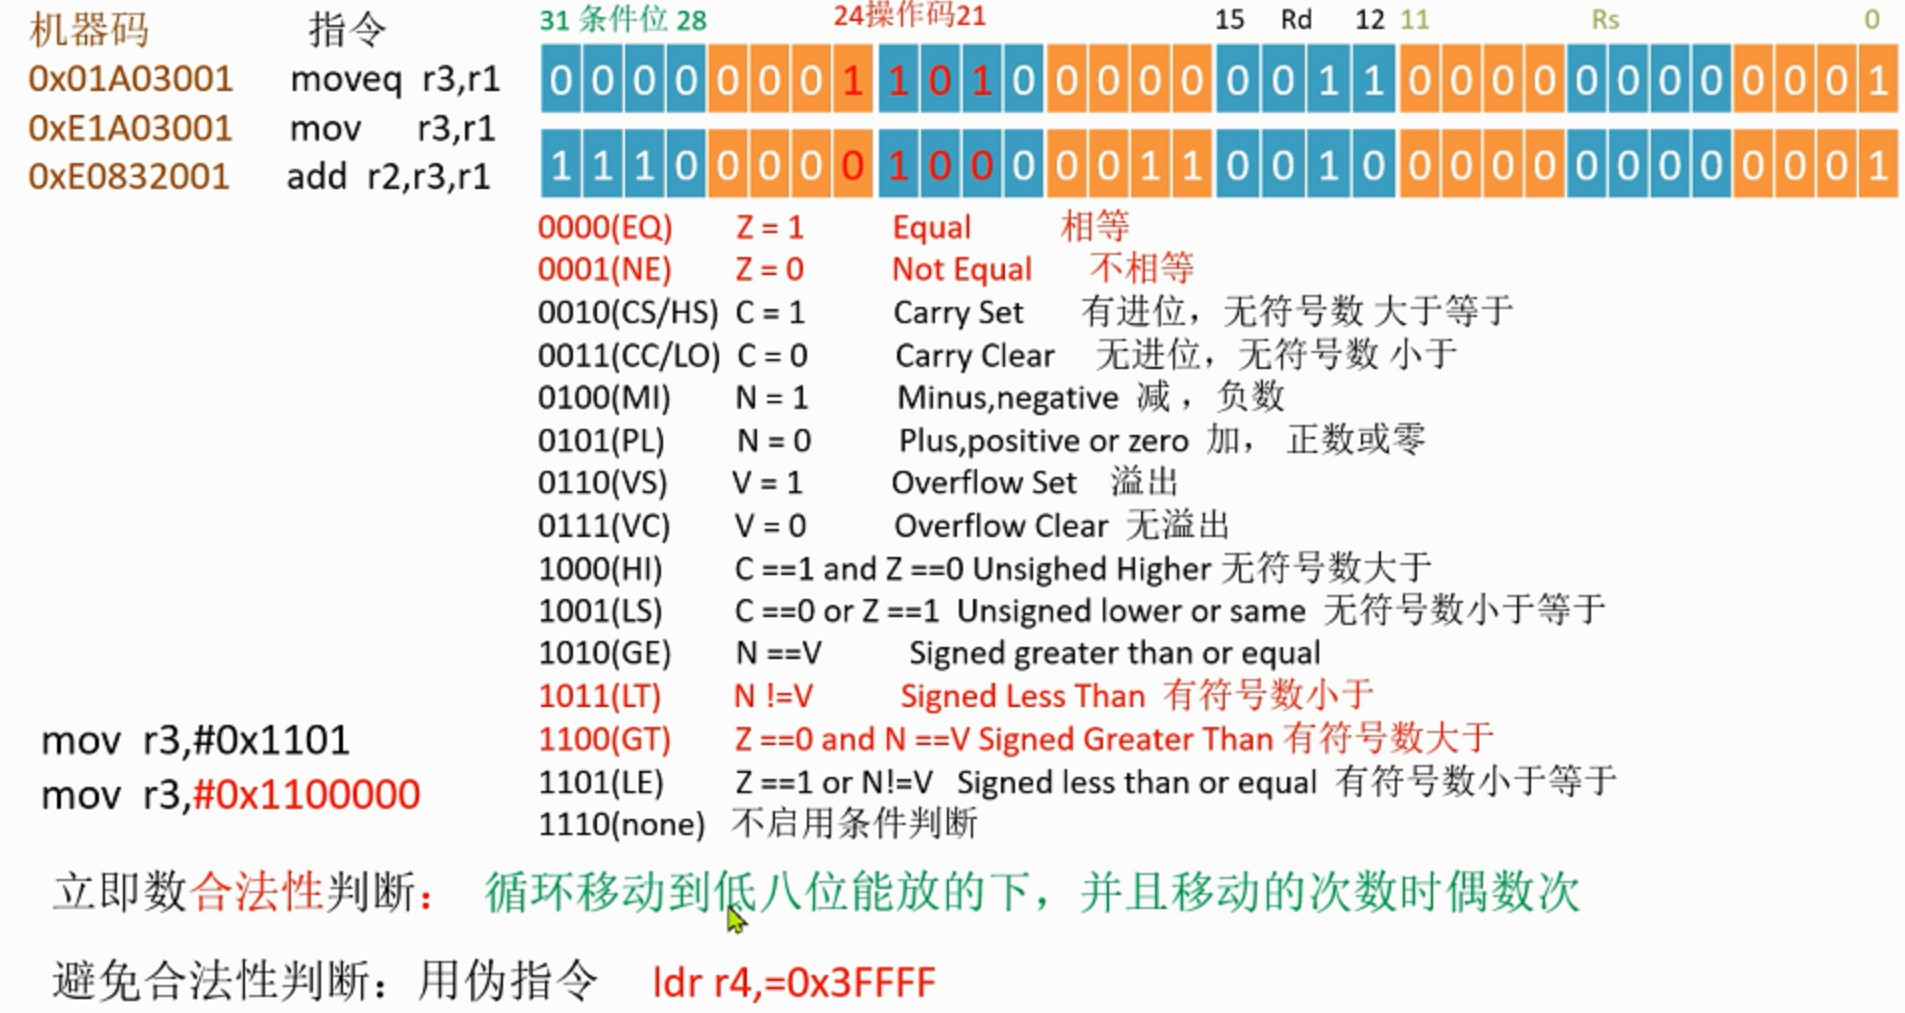 机器码 指令 31 条件位 28 24操作码21 15 Rd 12 11 Rs 0
0x01A03001 moveq r3,r1 0 0 0 0 0 0 0 1 1 1 0 1 0 0 0 0 0 0 1 1 0 0 0 0 0 0 0 0 0 0 0 1
0xE1A03001 mov r3,r1
0xE0832001 add r2,r3,r1 1 1 1 0 0 0 0 0 1 0 0 0 0 0 1 1 0 0 1 0 0 0 0 0 0 0 0 0 0 0 0 1
0000(EQ) Z = 1 Equal 相等
0001(NE) Z = 0 Not Equal 不相等
0010(CS/HS) C = 1 Carry Set 有进位，无符号数 大于等于
0011(CC/LO) C = 0 Carry Clear 无进位，无符号数 小于
0100(MI) N = 1 Minus,negative 减 ，负数
0101(PL) N = 0 Plus,positive or zero 加， 正数或零
0110(VS) V = 1 Overflow Set 溢出
0111(VC) V = 0 Overflow Clear 无溢出
1000(HI) C ==1 and Z ==0 Unsighed Higher 无符号数大于
1001(LS) C ==0 or Z ==1 Unsigned lower or same 无符号数小于等于
1010(GE) N ==V Signed greater than or equal
1011(LT) N !=V Signed Less Than 有符号数小于
1100(GT) Z ==0 and N ==V Signed Greater Than 有符号数大于
1101(LE) Z ==1 or N!=V Signed less than or equal 有符号数小于等于
1110(none) 不启用条件判断
mov r3,#0x1101
mov r3,#0x1100000
立即数合法性判断： 循环移动到低八位能放的下，并且移动的次数时偶数次
避免合法性判断：用伪指令 ldr r4,=0x3FFFF